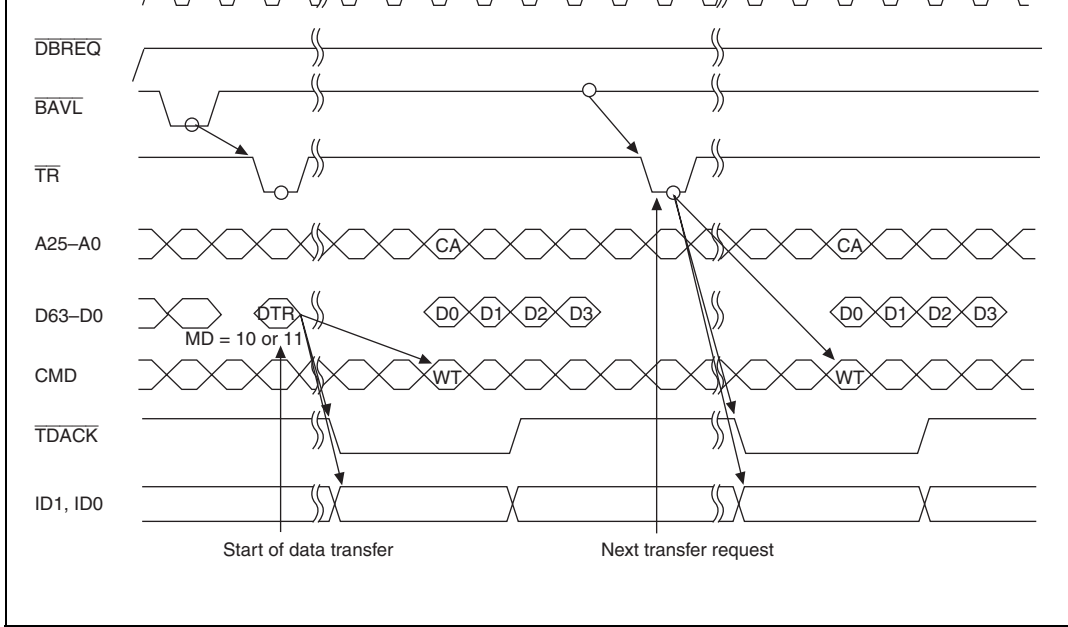 DBREQ
BAVL
TR
A25–A0 CA CA
D63–D0 DTR D0 D1 D2 D3 D0 D1 D2 D3
MD = 10 or 11
CMD WT WT
TDACK
ID1, ID0
Start of data transfer Next transfer request